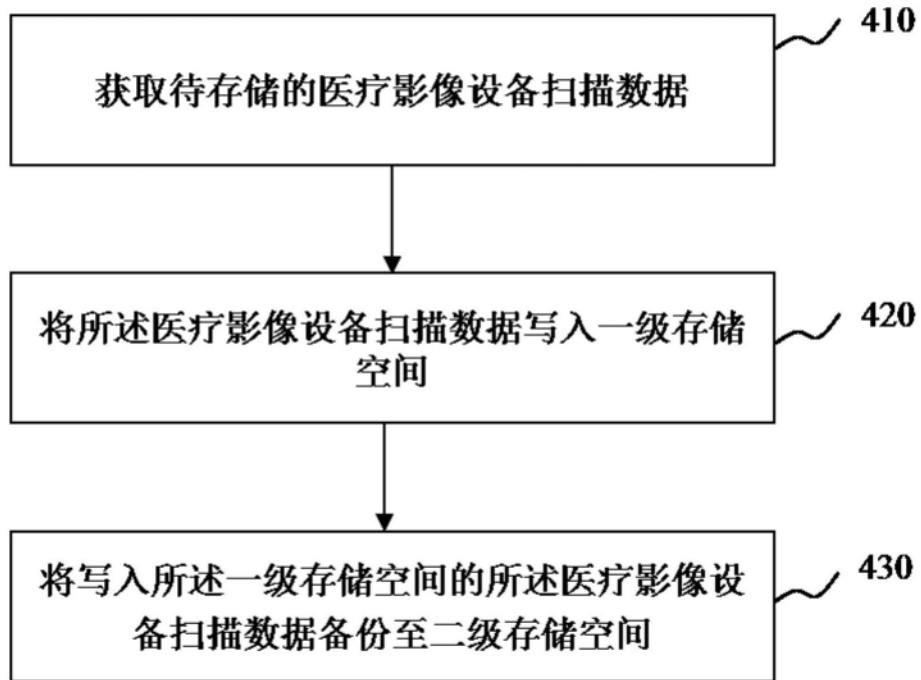 410
获取待存储的医疗影像设备扫描数据
420
将所述医疗影像设备扫描数据写入一级存储
空间
430
将写入所述一级存储空间的所述医疗影像设
备扫描数据备份至二级存储空间